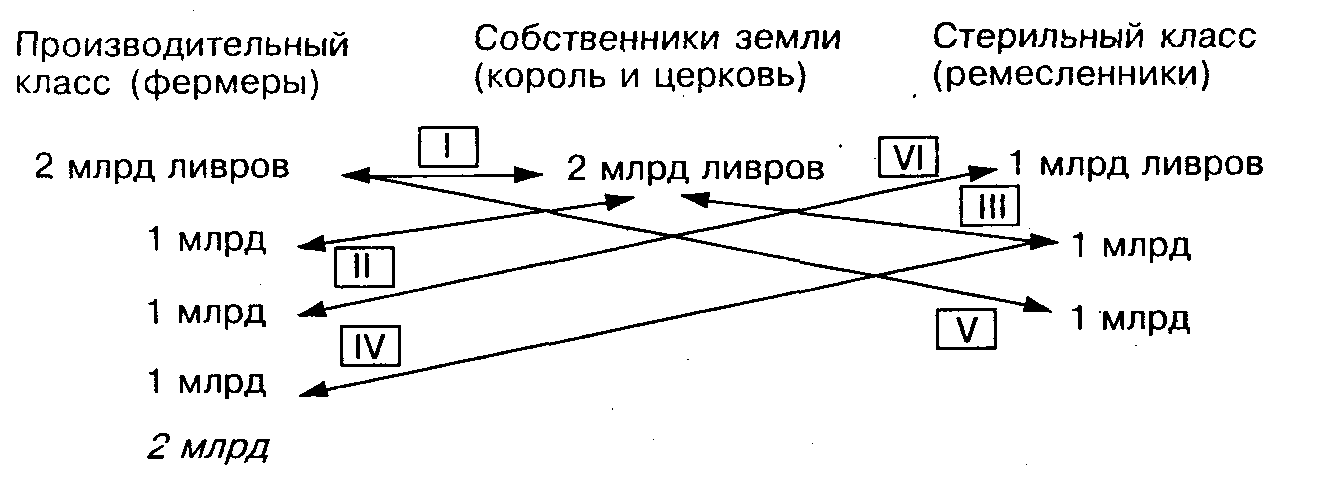 Производительный класс (фермеры)
Собственники земли (король и церковь)
Стерильный класс (ремесленники)
I
VI
2 млрд ливров
2 млрд ливров
1 млрд ливров
III
1 млрд
1 млрд
II
1 млрд
1 млрд
V
IV
1 млрд
2 млрд